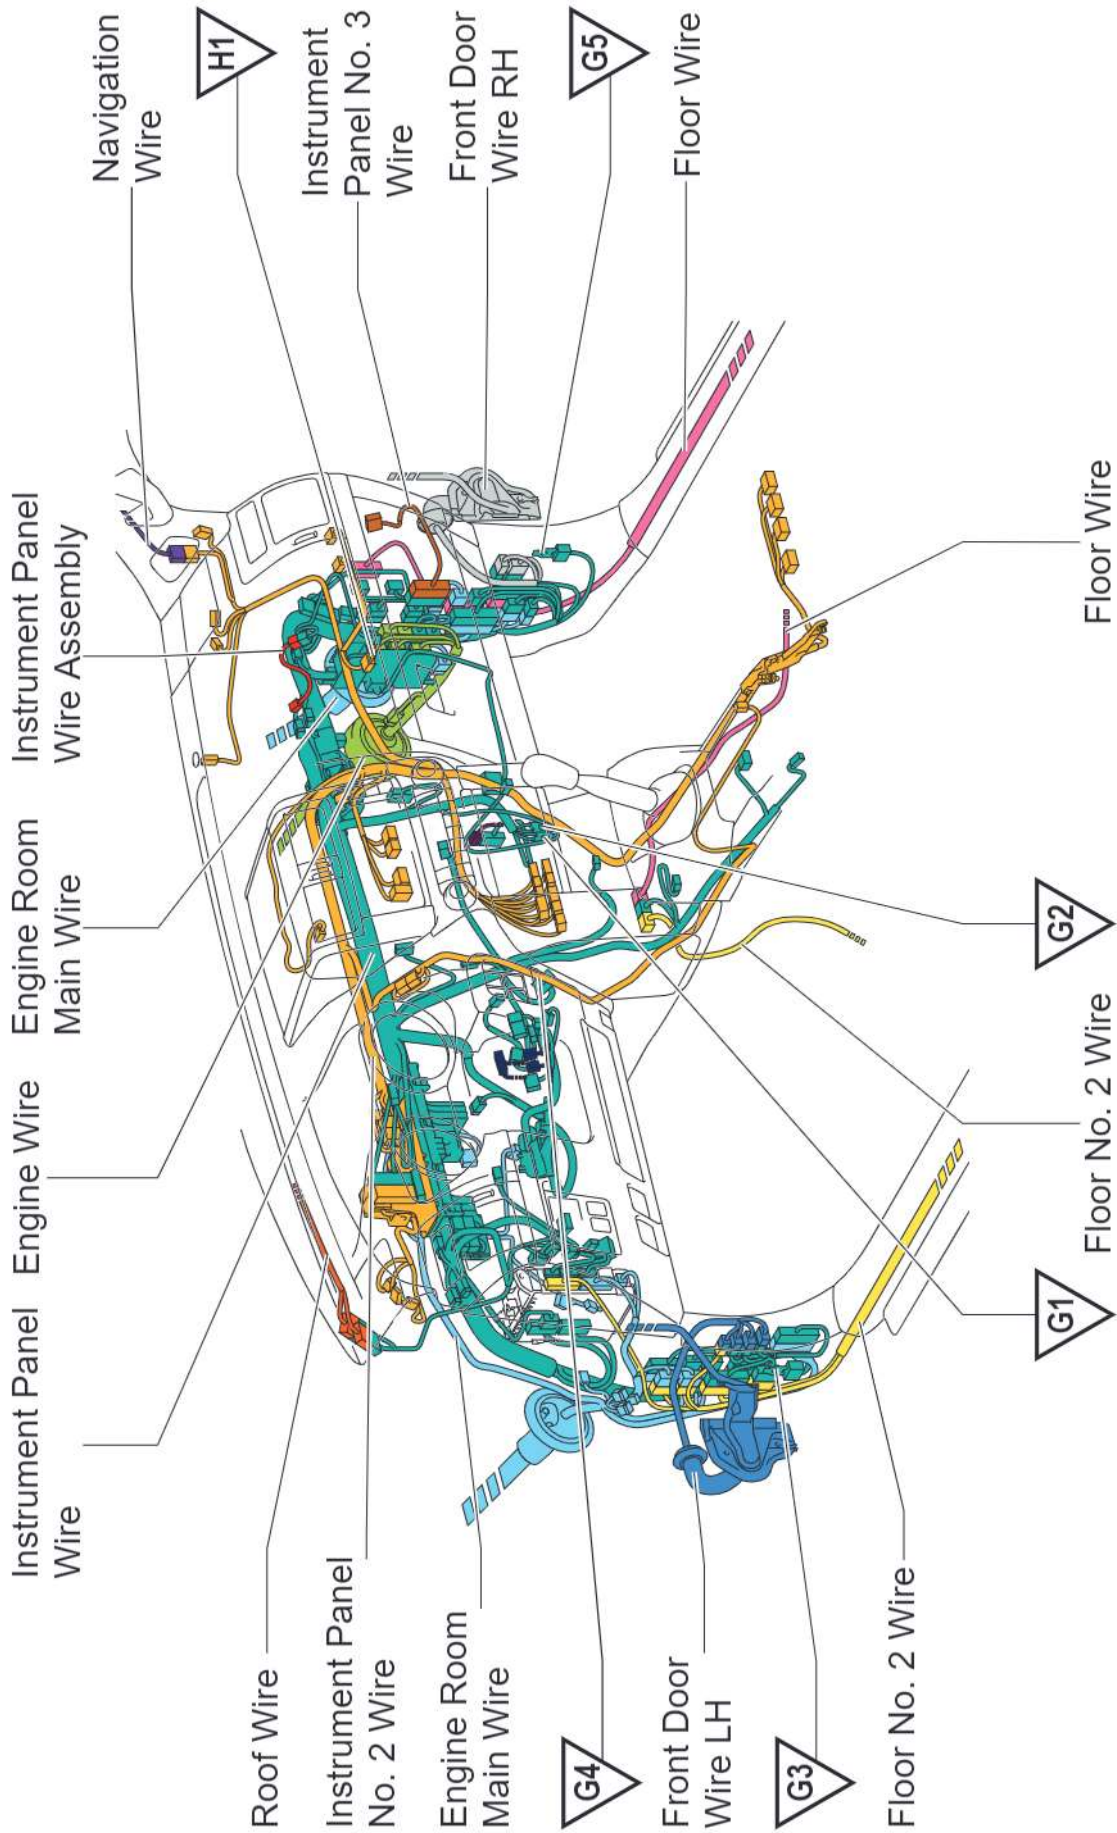 Instrument Panel
Wire
Engine Wire
Engine Room
Main Wire
Instrument Panel
Wire Assembly
Navigation
Wire
H1
Instrument
Panel No. 3
Wire
Front Door
Wire RH
G5
Floor Wire
Roof Wire
Instrument Panel
No. 2 Wire
Engine Room
Main Wire
G4
Front Door
Wire LH
G3
Floor No. 2 Wire
G1
Floor No. 2 Wire
G2
Floor Wire